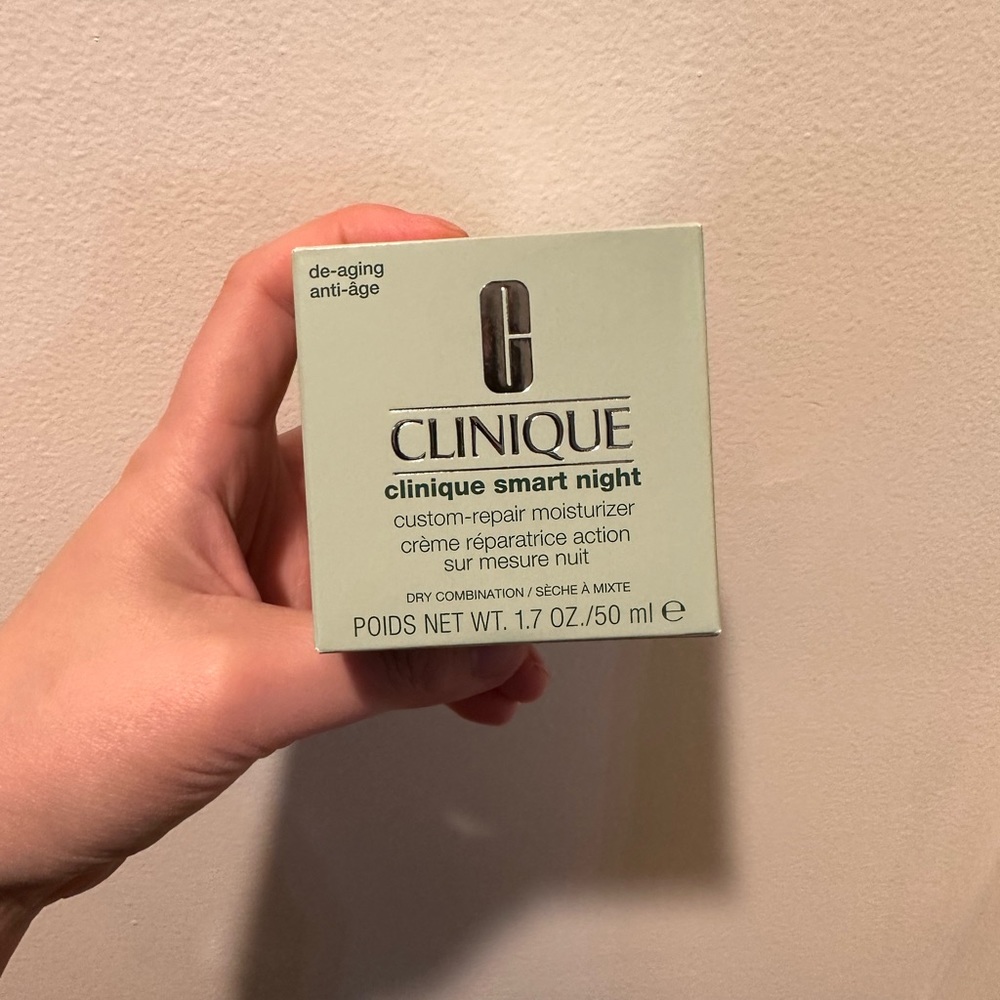 de-aging
anti-âge
C
CLINIQUE
clinique smart night
custom-repair moisturizer
crème réparatrice action
sur mesure nuit
DRY COMBINATION / SÈCHE À MIXTE
POIDS NET WT. 1.7 OZ./50 ml ℮